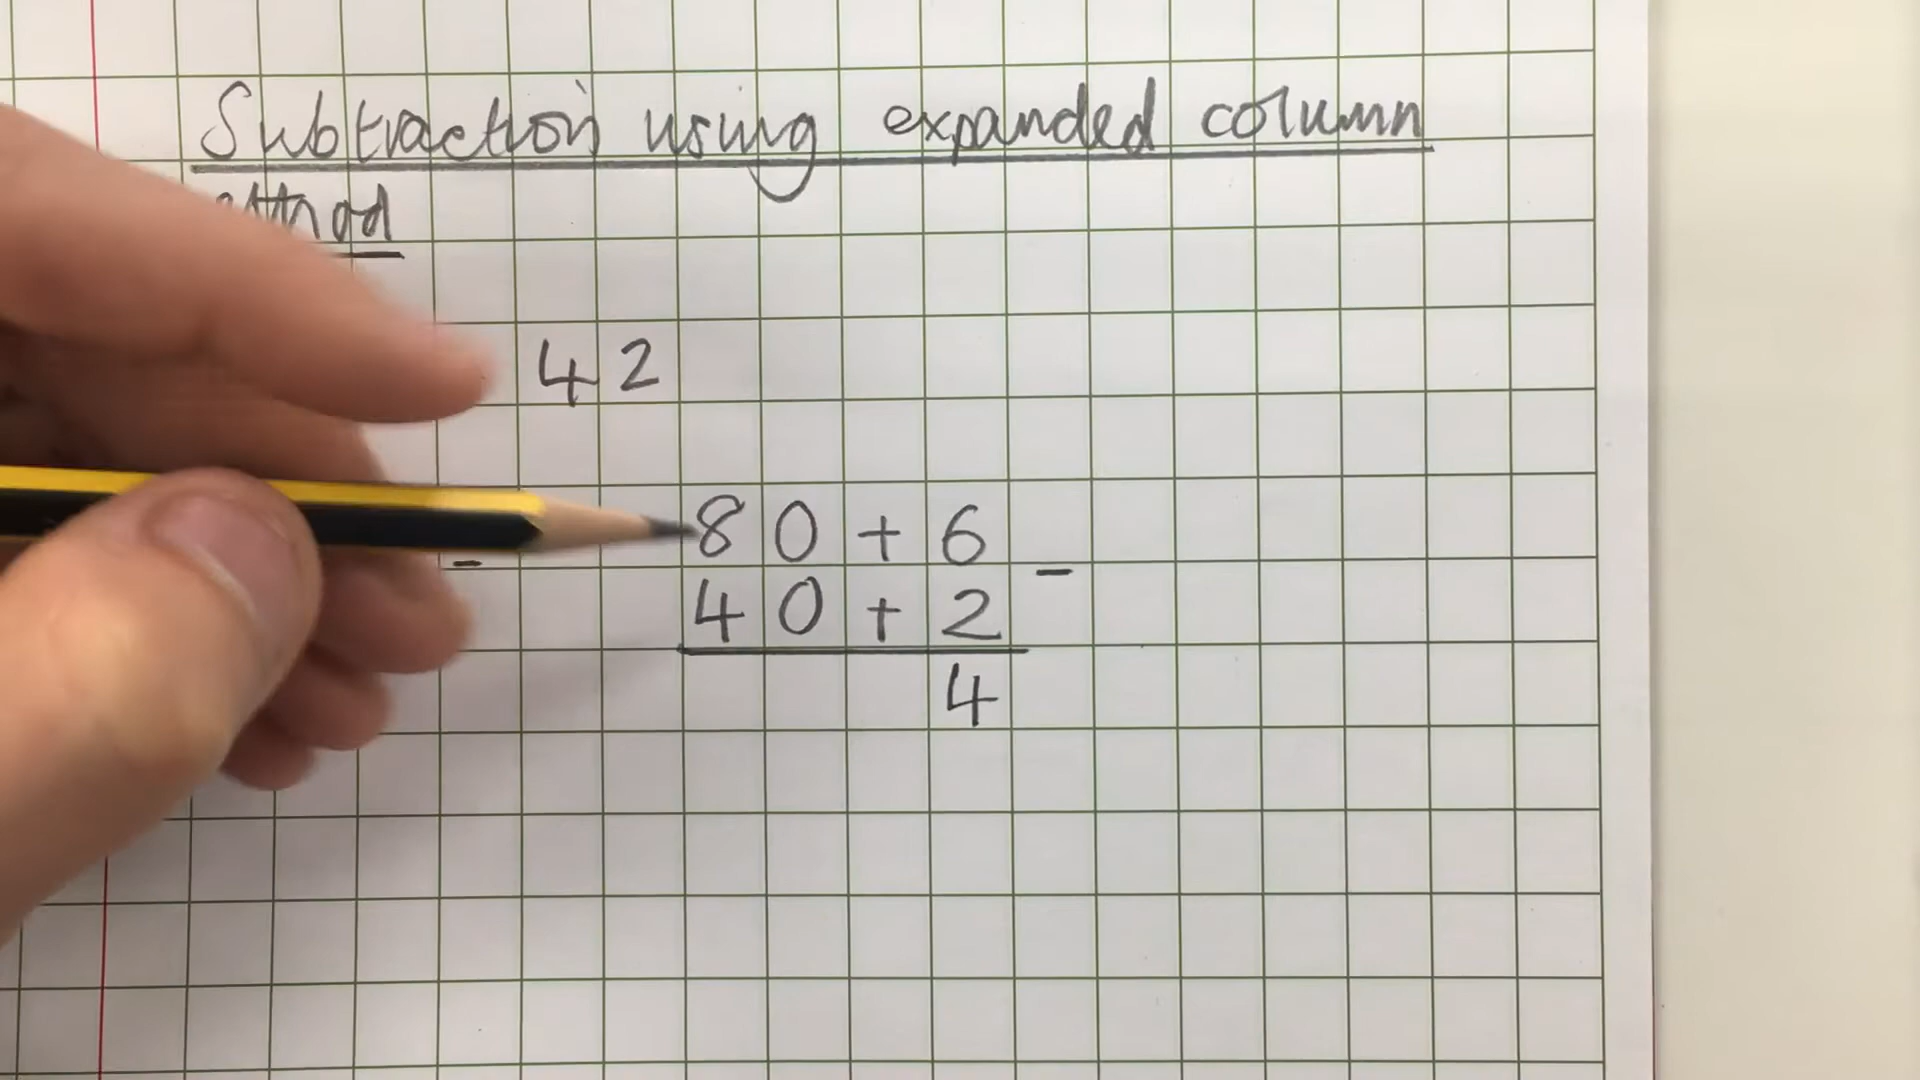 Subtraction using expanded column
42
- 80 + 6 -
40 + 2
4